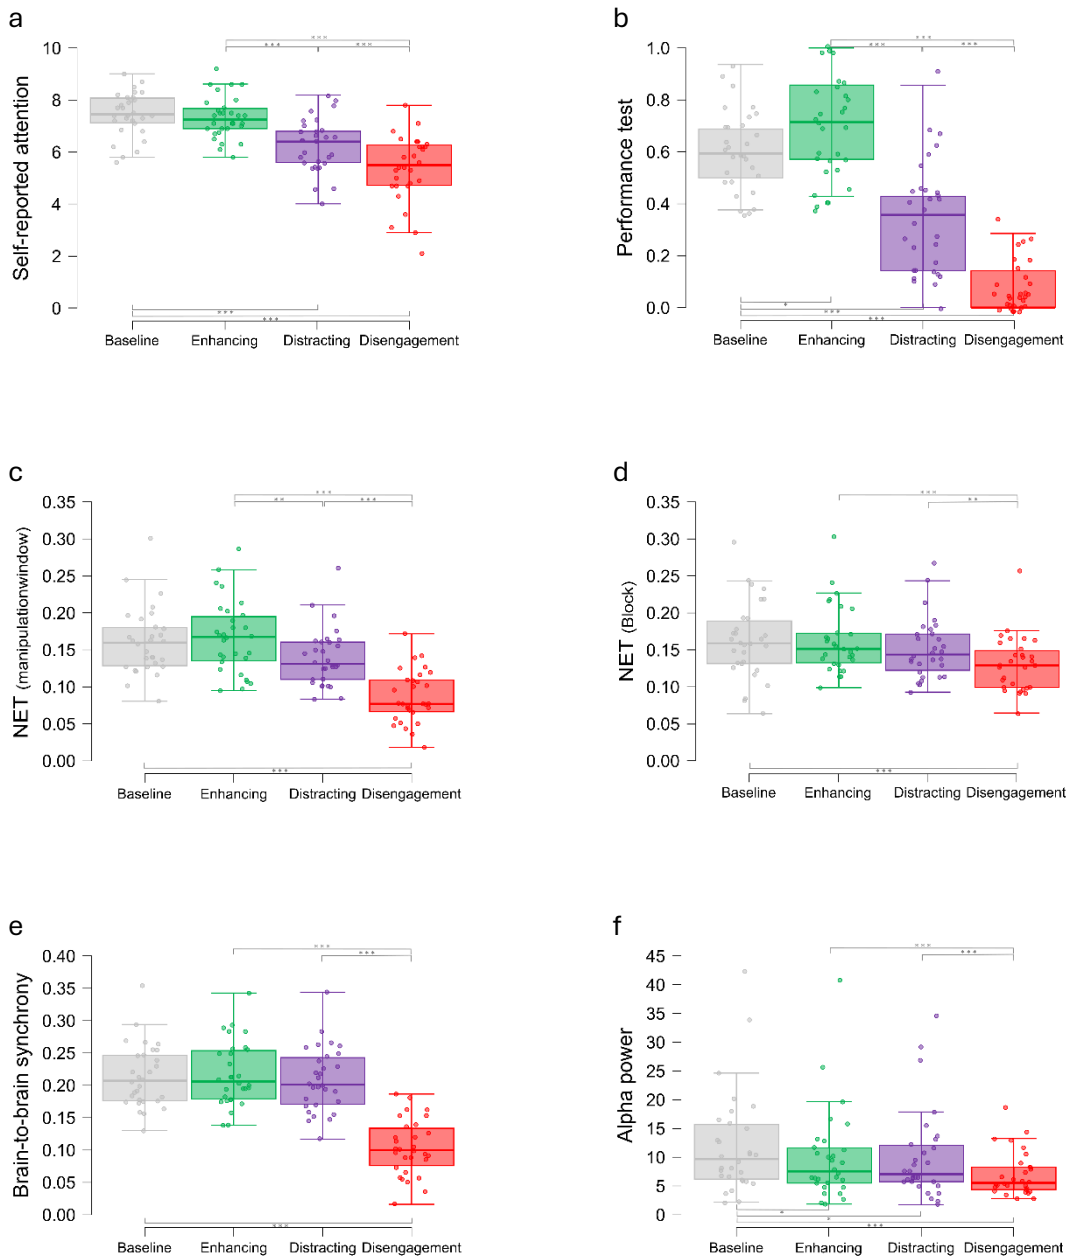 a
Self-reported attention
10
8
6
4
2
0
***
***
***
***
***
Baseline
Enhancing
Distracting
Disengagement
b
Performance test
1.0
0.8
0.6
0.4
0.2
0.0
***
***
***
*
***
***
Baseline
Enhancing
Distracting
Disengagement
c
NET (manipulationwindow)
0.35
0.30
0.25
0.20
0.15
0.10
0.05
0.00
***
**
***
***
Baseline
Enhancing
Distracting
Disengagement
d
NET (Block)
0.35
0.30
0.25
0.20
0.15
0.10
0.05
0.00
***
**
***
Baseline
Enhancing
Distracting
Disengagement
e
Brain-to-brain synchrony
0.40
0.35
0.30
0.25
0.20
0.15
0.10
0.05
0.00
***
***
***
Baseline
Enhancing
Distracting
Disengagement
f
Alpha power
45
40
35
30
25
20
15
10
5
0
***
***
*
*
***
Baseline
Enhancing
Distracting
Disengagement